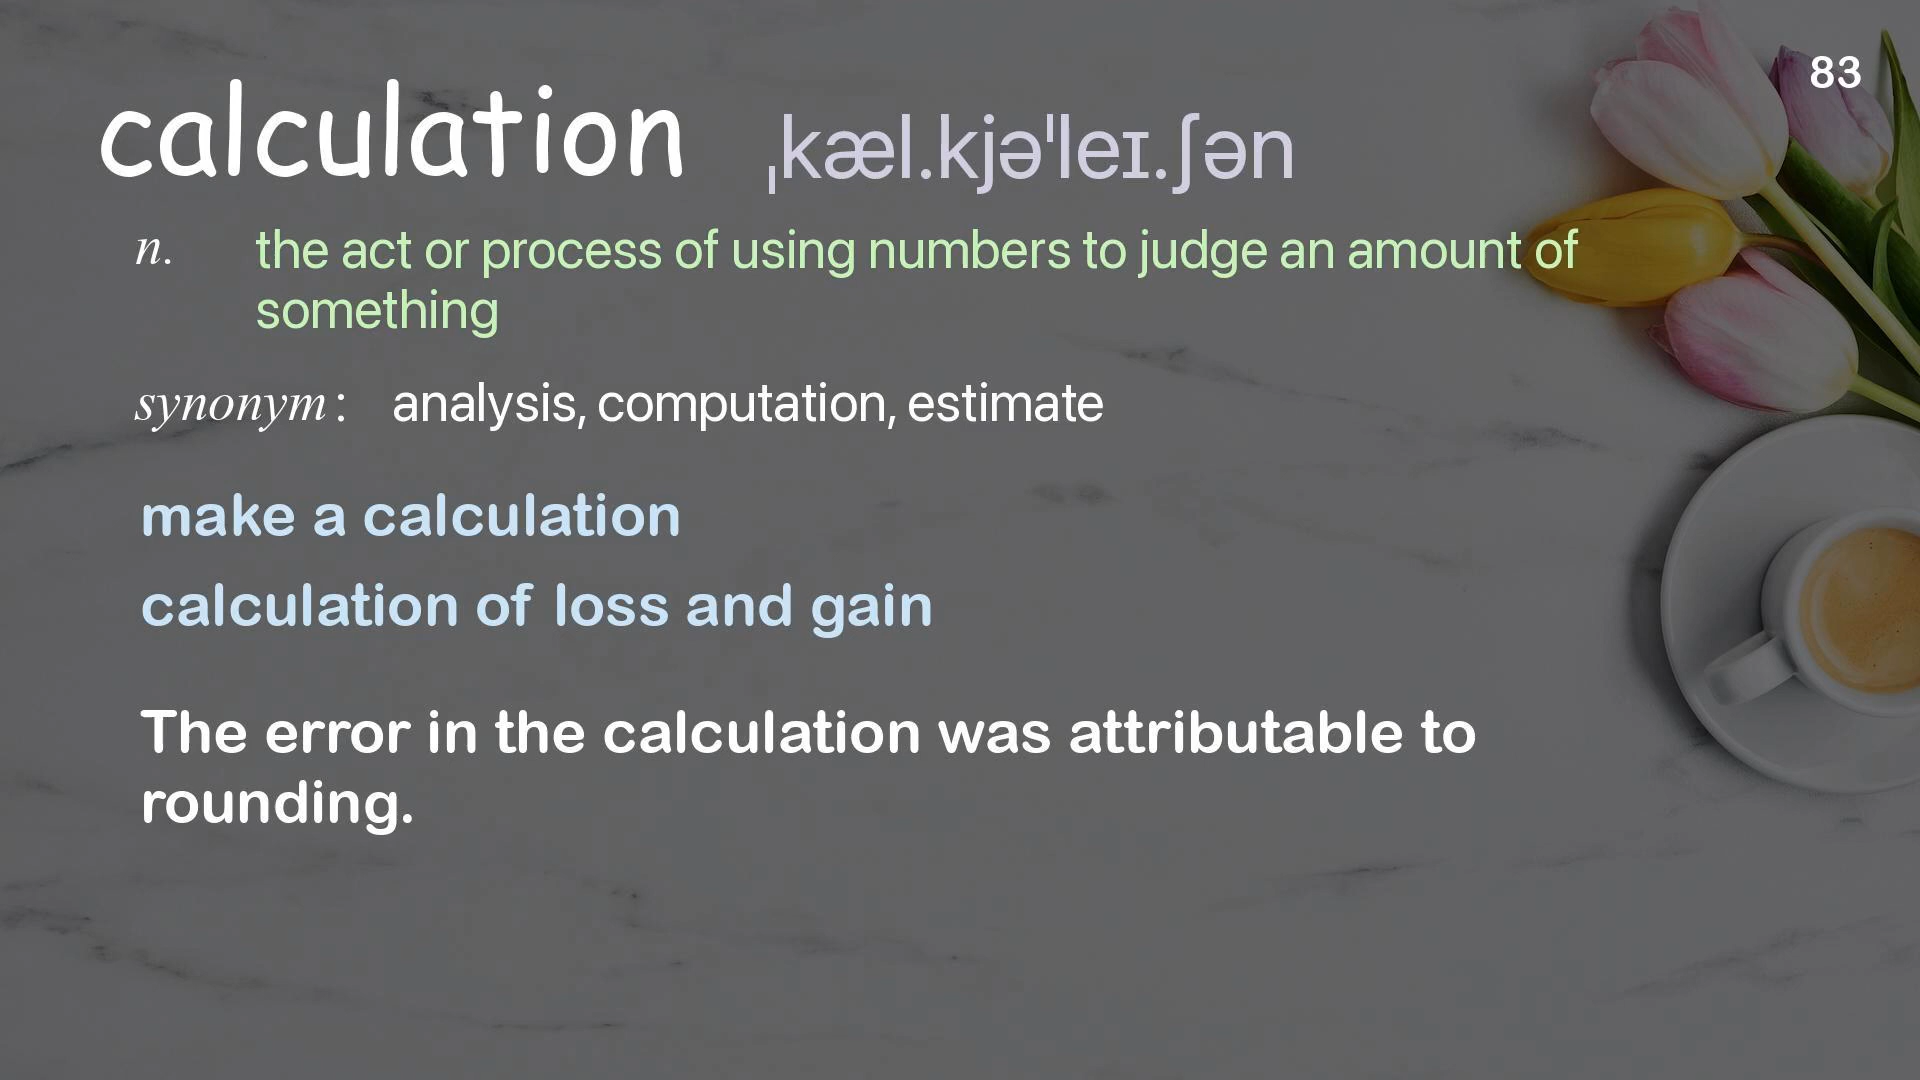 83
calculation ˌkæl.kjəˈleɪ.ʃən
n. the act or process of using numbers to judge an amount of
something
synonym: analysis, computation, estimate
make a calculation
calculation of loss and gain
The error in the calculation was attributable to
rounding.